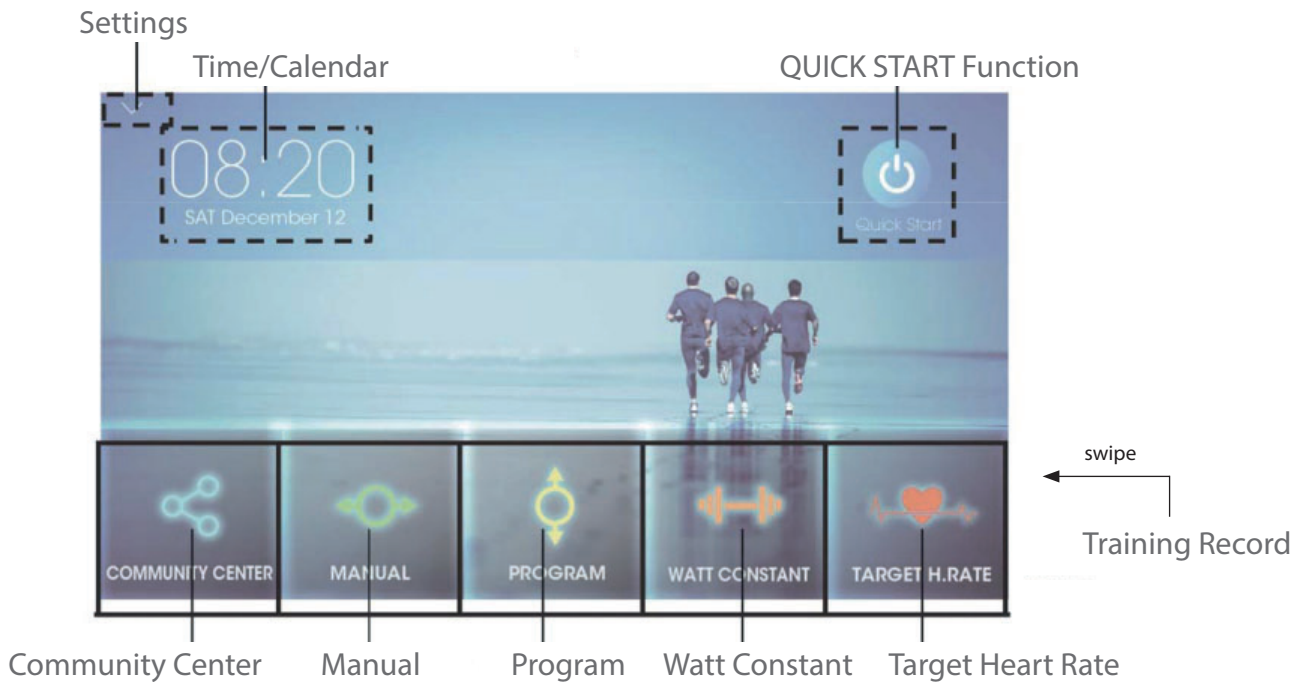 Settings
Time/Calendar
QUICK START Function
08:20
SAT December 12
Quick Start
swipe
Training Record
COMMUNITY CENTER
MANUAL
PROGRAM
WATT CONSTANT
TARGET H.RATE
Community Center
Manual
Program
Watt Constant
Target Heart Rate